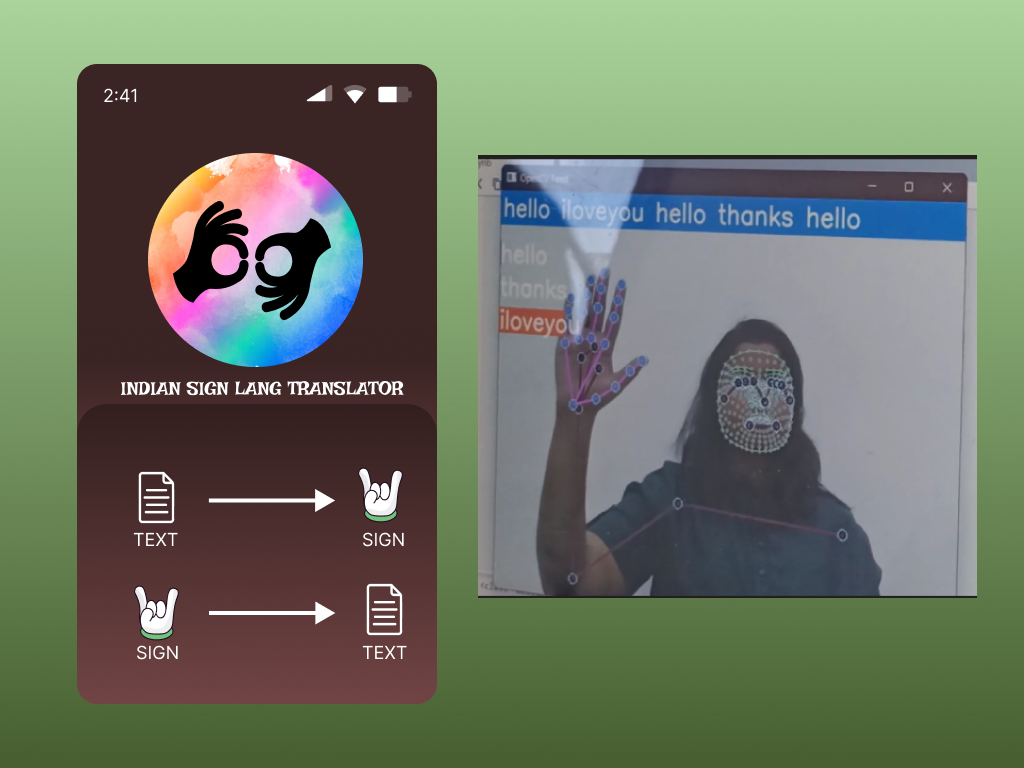 2:41
INDIAN SIGN LANG TRANSLATOR
TEXT
SIGN
SIGN
TEXT
hello iloveyou hello thanks hello
hello
thanks
iloveyou